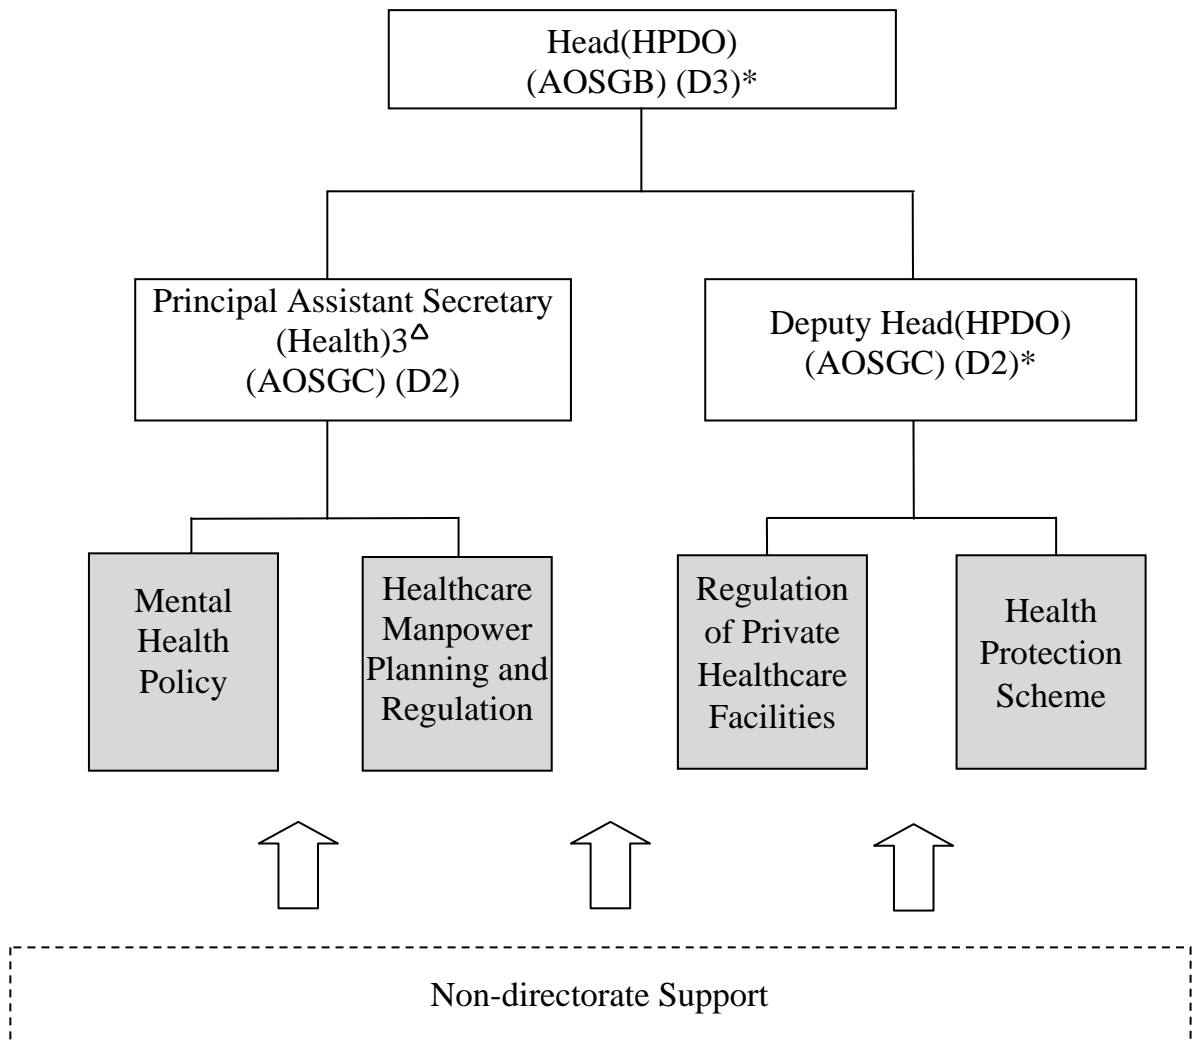 Head(HPDO)
(AOSGB) (D3)*
Principal Assistant Secretary
(Health)3△
(AOSGC) (D2)
Deputy Head(HPDO)
(AOSGC) (D2)*
Mental
Health
Policy
Healthcare
Manpower
Planning and
Regulation
Regulation
of Private
Healthcare
Facilities
Health
Protection
Scheme
Non-directorate Support